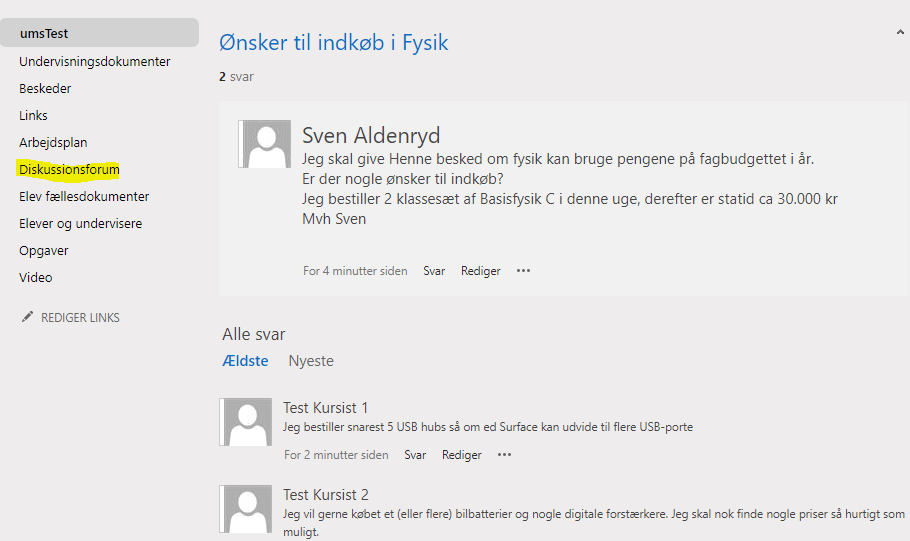 umsTest
Undervisningsdokumenter
Beskeder
Links
Arbejdsplan
Diskussionsforum
Elev fællesdokumenter
Elever og undervisere
Opgaver
Video
REDIGER LINKS
Ønsker til indkøb i Fysik
2 svar
Sven Aldenryd
Jeg skal give Henne besked om fysik kan bruge pengene på fagbudgettet i år.
Er der nogle ønsker til indkøb?
Jeg bestiller 2 klassesæt af Basisfysik C i denne uge, derefter er statid ca 30.000 kr
Mvh Sven
For 4 minutter siden Svar Rediger ···
Alle svar
Ældste Nyeste
Test Kursist 1
Jeg bestiller snarest 5 USB hubs så om ed Surface kan udvide til flere USB-porte
For 2 minutter siden Svar Rediger ···
Test Kursist 2
Jeg vil gerne købet et (eller flere) bilbatterier og nogle digitale forstærkere. Jeg skal nok finde nogle priser så hurtigt som
muligt.